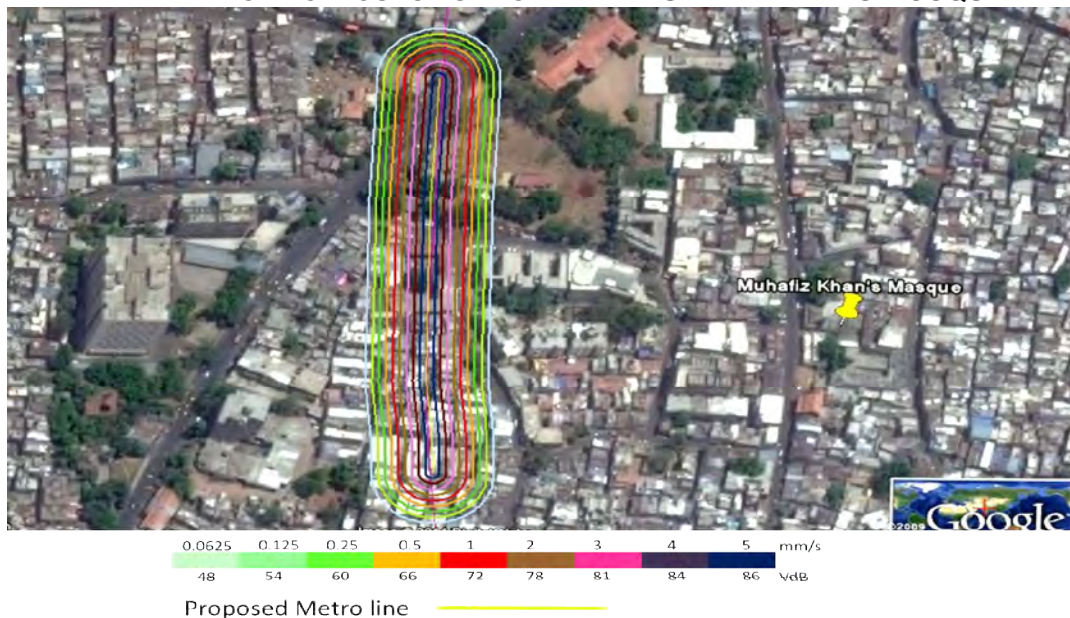 Muhafiz Khan's Masque
©2009 Google
0.0625 0.125 0.25 0.5 1 2 3 4 5 mm/s
48 54 60 66 72 78 81 84 86 VdB
Proposed Metro line